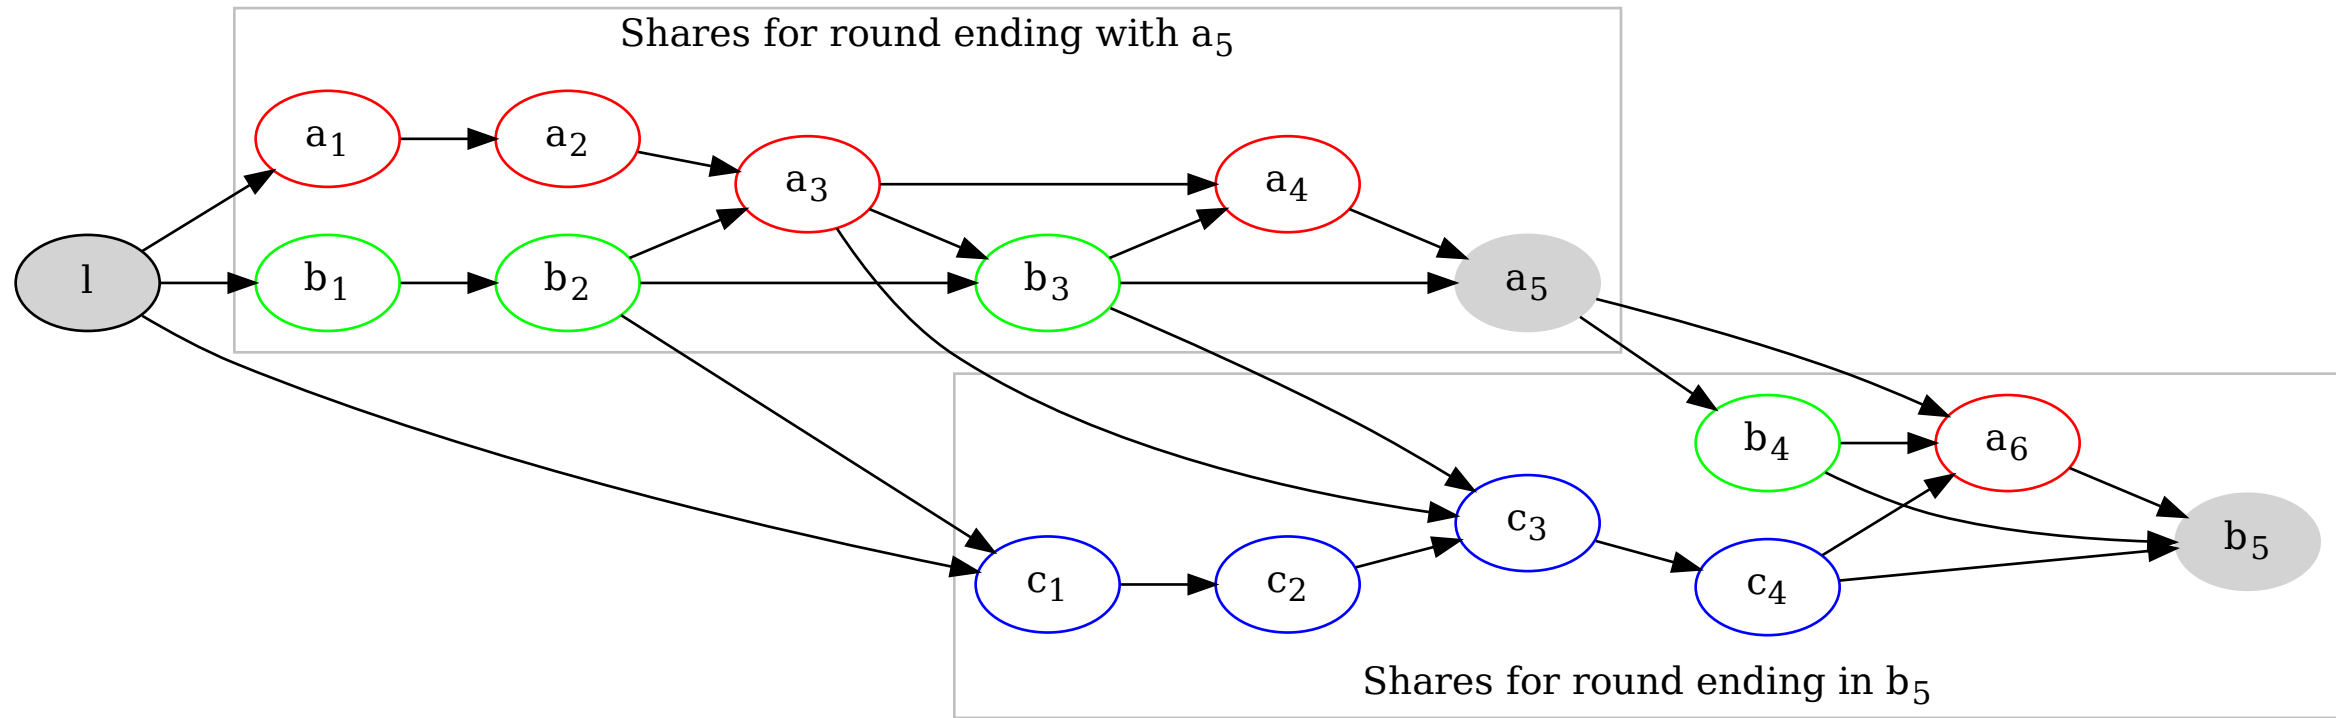 Shares for round ending with a₅
a₁
a₂
a₃
a₄
l
b₁
b₂
b₃
a₅
b₄
a₆
c₁
c₂
c₃
c₄
b₅
Shares for round ending in b₅